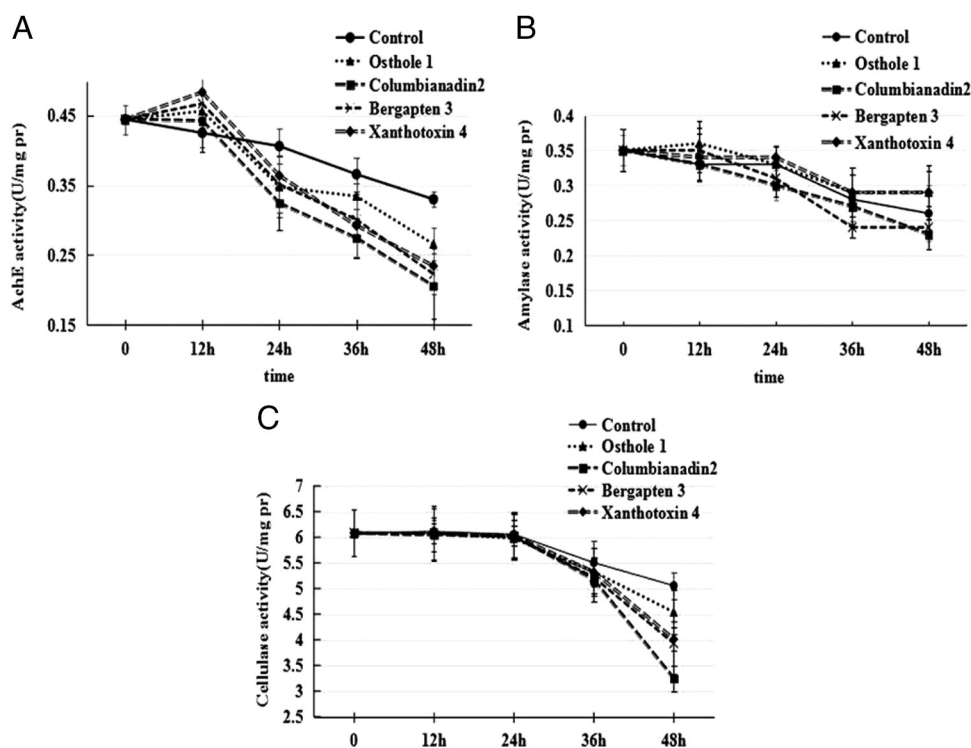 A
Control
Osthole 1
Columbianadin2
Bergapten 3
Xanthotoxin 4
AchE activity(U/mg pr)
0.45
0.35
0.25
0.15
0
12h
24h
36h
48h
time
B
Control
Osthole 1
Columbianadin2
Bergapten 3
Xanthotoxin 4
Amylase activity(U/mg pr)
0.4
0.35
0.3
0.25
0.2
0.15
0.1
0
12h
24h
36h
48h
time
C
Control
Osthole 1
Columbianadin2
Bergapten 3
Xanthotoxin 4
Cellulase activity(U/mg pr)
7
6.5
6
5.5
5
4.5
4
3.5
3
2.5
0
12h
24h
36h
48h